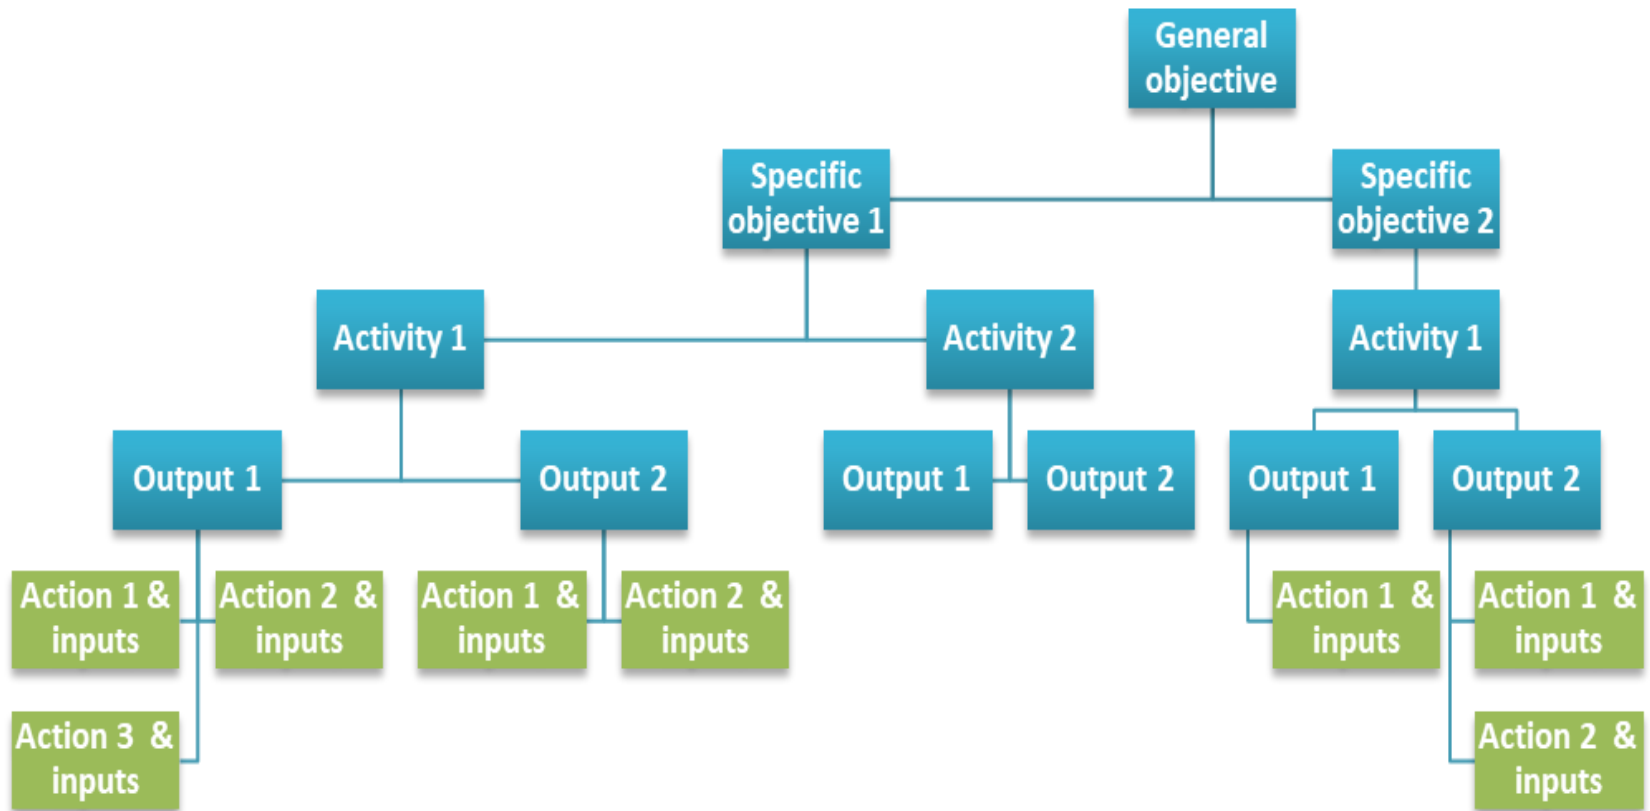 General
objective
Specific
objective 1
Specific
objective 2
Activity 1
Activity 2
Activity 1
Output 1
Output 2
Output 1
Output 2
Output 1
Output 2
Action 1 &
inputs
Action 2 &
inputs
Action 1 &
inputs
Action 2 &
inputs
Action 1 &
inputs
Action 1 &
inputs
Action 3 &
inputs
Action 2 &
inputs